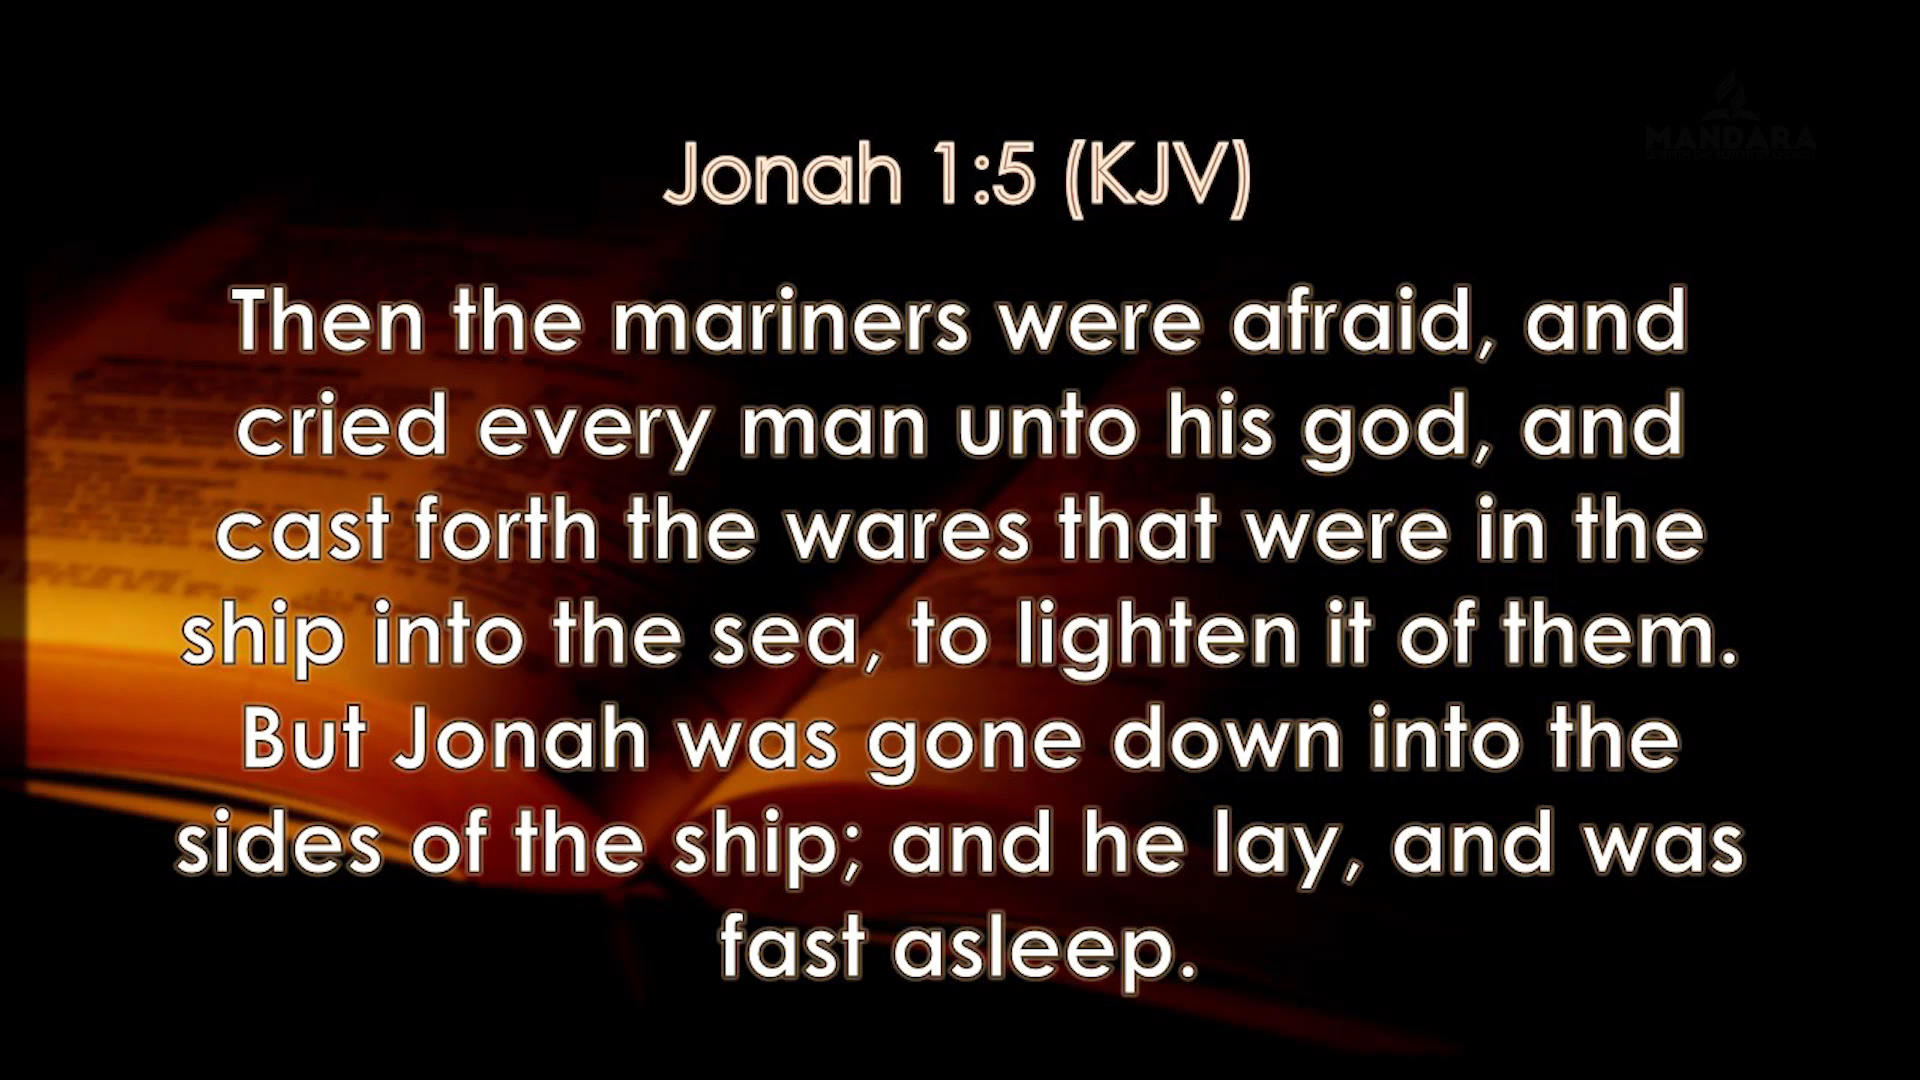 MANDARA
Jonah 1:5 (KJV)
Then the mariners were afraid, and
cried every man unto his god, and
cast forth the wares that were in the
ship into the sea, to lighten it of them.
But Jonah was gone down into the
sides of the ship; and he lay, and was
fast asleep.